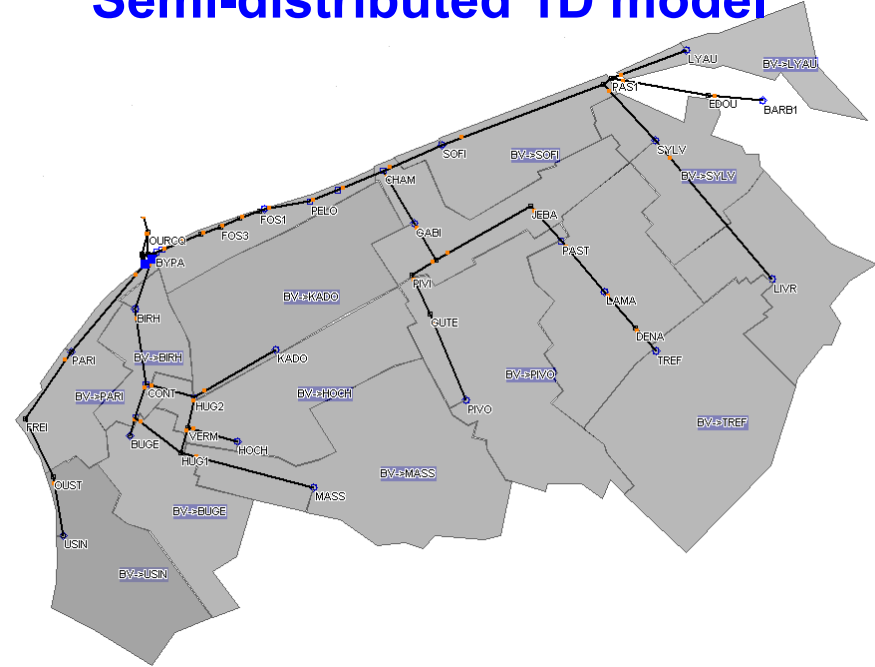 Semi-distributed 1D model
LYAU
BV->LYAU
PAS1
EDOU
BARB1
SOFI
BV->SOFI
SYLV
BV->SYLV
CHAM
PELO
FOS1
FOS3
GABI
JEBA
OURCQ
BYPA
PAST
PIVI
LIVR
BV->KADO
LAMA
BIRH
GUTE
DENA
TREF
PARI
BV->BIRH
KADO
BV->PIVO
BV->PARI
CONT
BV->HOCH
HUG2
PIVO
FREI
BV->TREF
VERM
BUGE
HOCH
HUG1
BV->MASS
OUST
MASS
BV->BUGE
USIN
BV->USIN